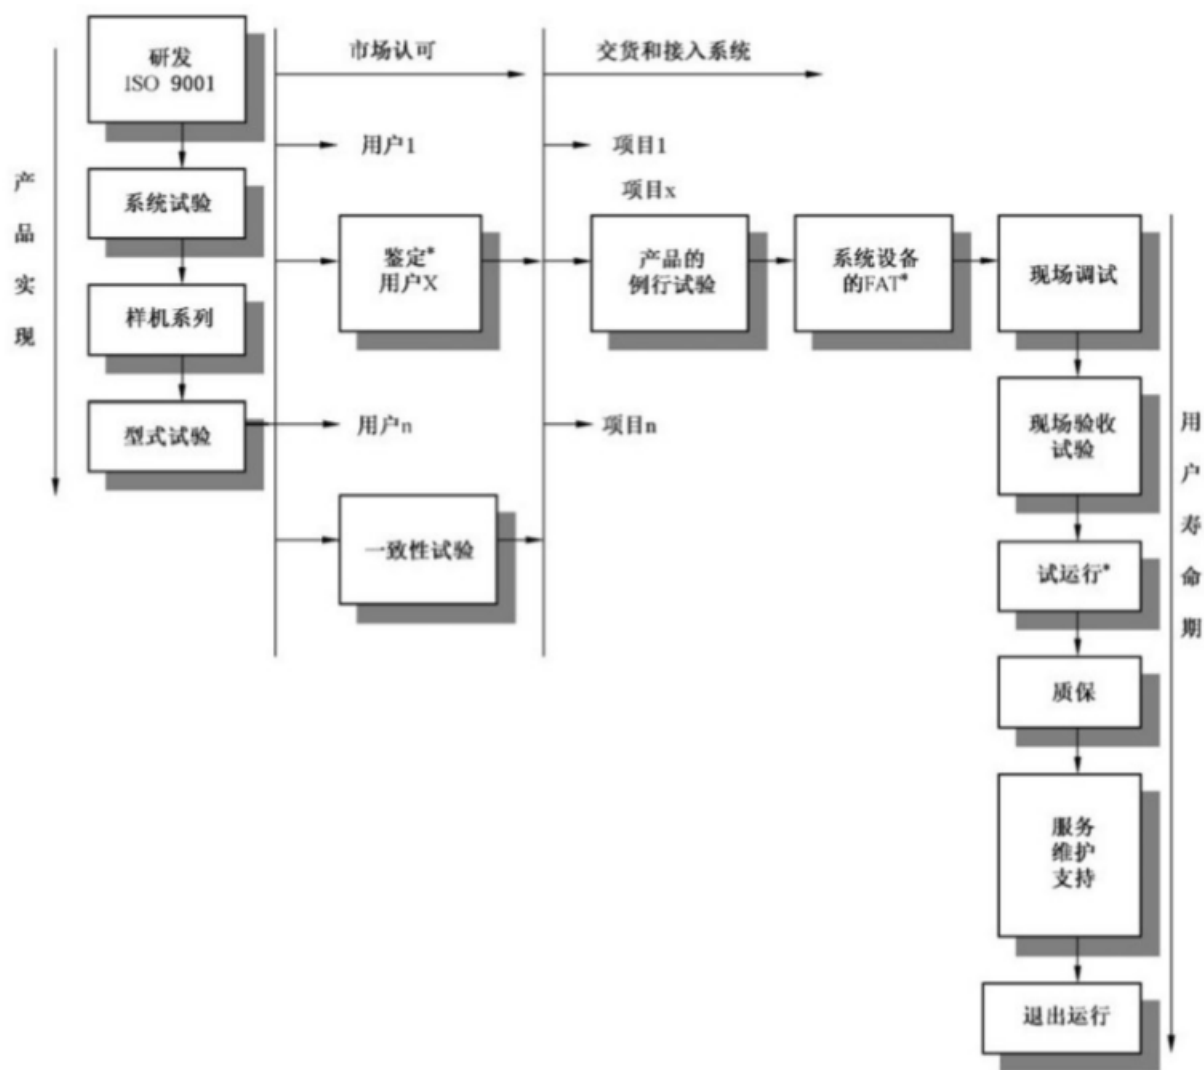 研发
ISO 9001
市场认可
交货和接入系统
用户1
项目1
产品实现
系统试验
项目x
鉴定*
用户X
产品的
例行试验
系统设备
的FAT*
现场调试
样机系列
型式试验
用户n
项目n
现场验收
试验
用户寿命期
一致性试验
试运行*
质保
服务
维护
支持
退出运行